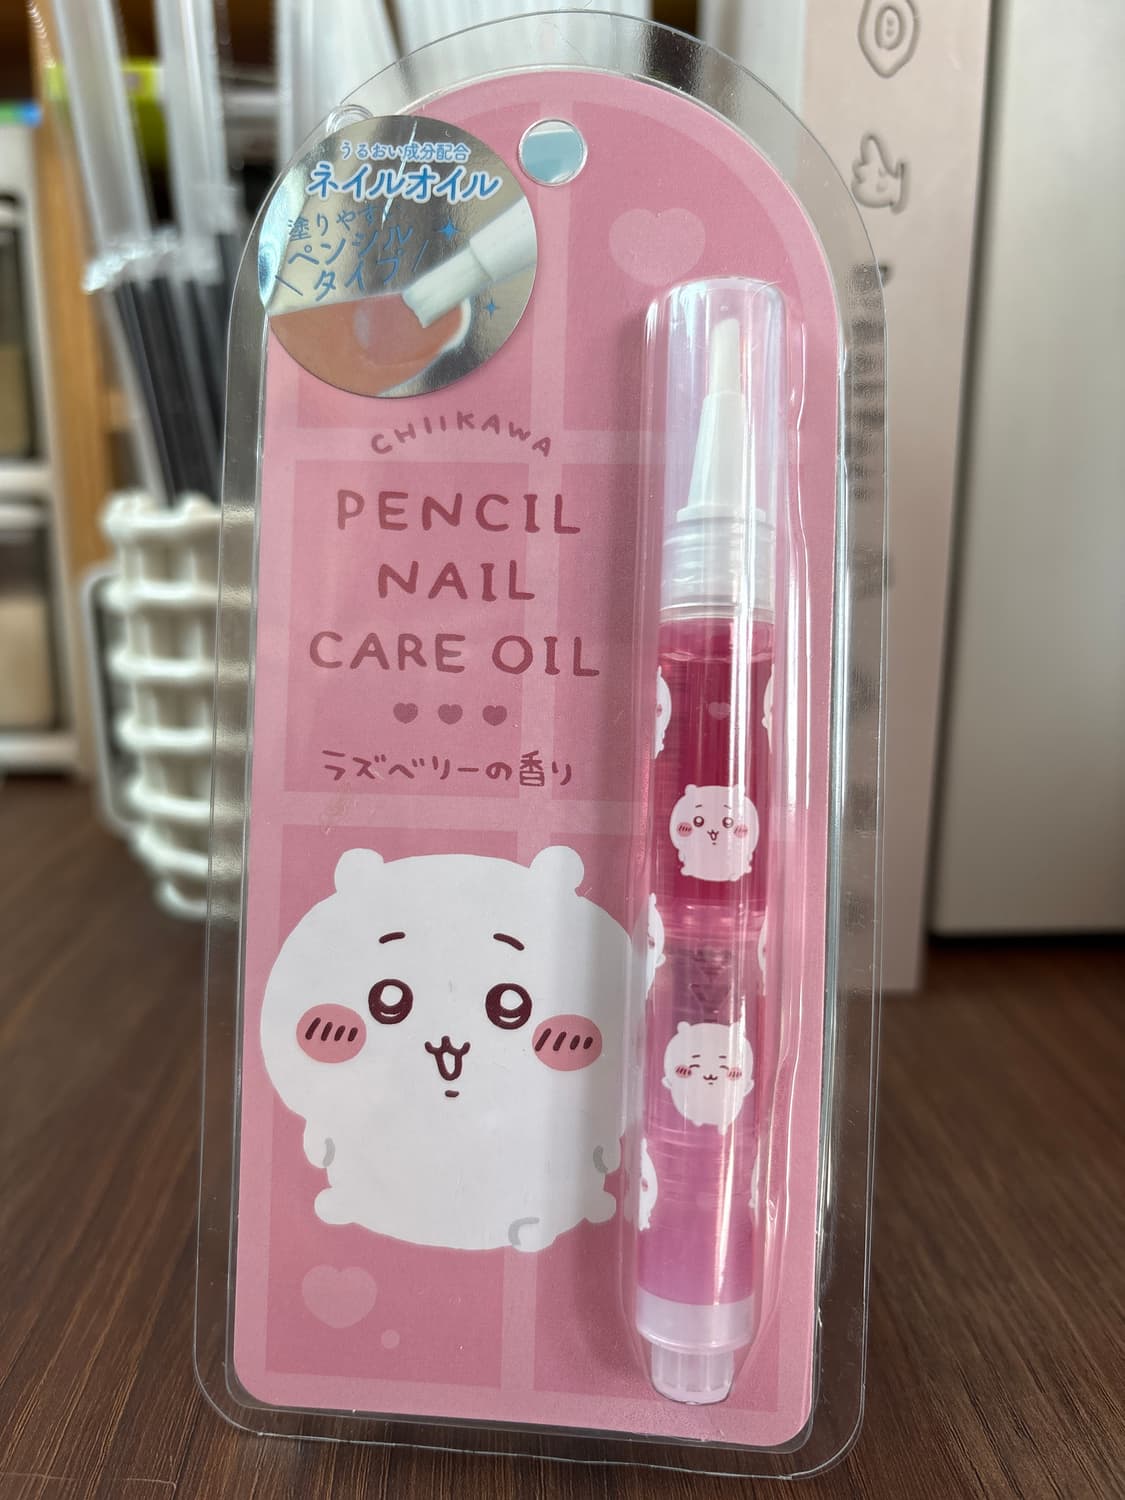 うるおい成分配合
ネイルオイル
塗りやすい
ペンシル
タイプ
CHIIKAWA
PENCIL
NAIL
CARE OIL
ラズベリーの香り